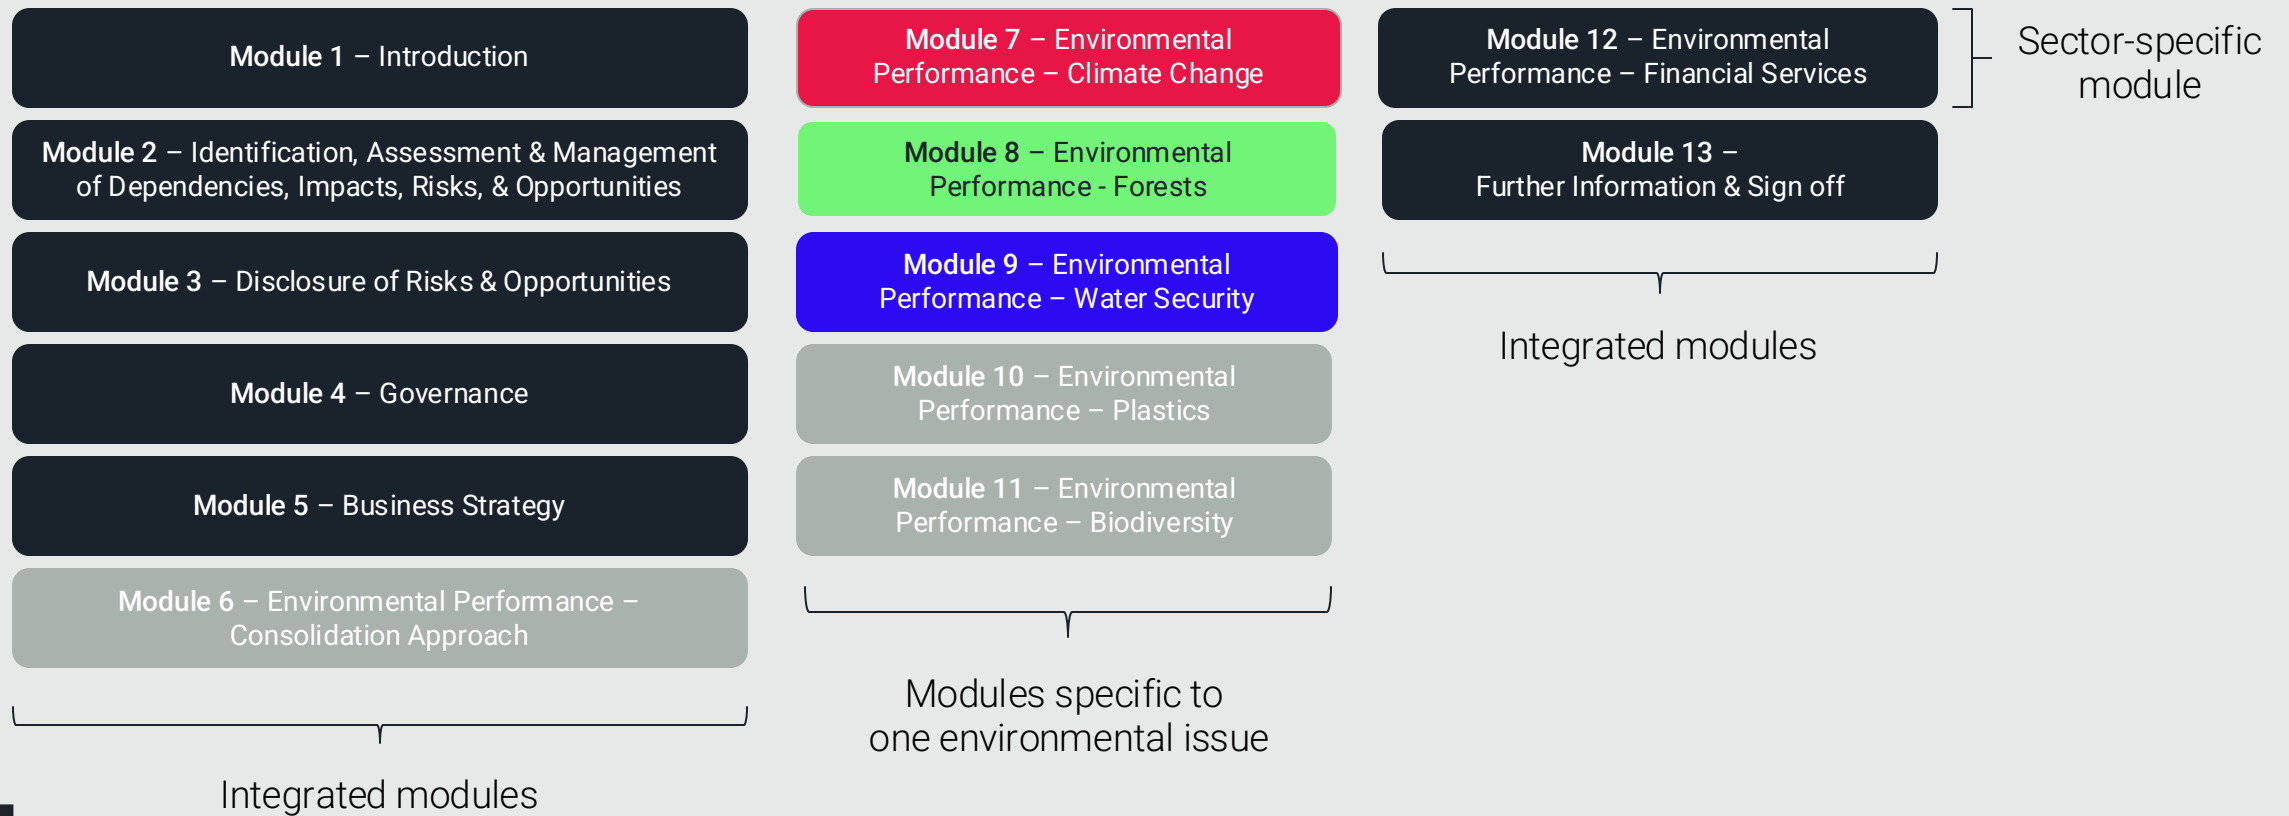 Module 1 – Introduction
Module 2 – Identification, Assessment & Management
of Dependencies, Impacts, Risks, & Opportunities
Module 3 – Disclosure of Risks & Opportunities
Module 4 – Governance
Module 5 – Business Strategy
Module 6 – Environmental Performance –
Consolidation Approach
Integrated modules
Module 7 – Environmental
Performance – Climate Change
Module 8 – Environmental
Performance - Forests
Module 9 – Environmental
Performance – Water Security
Module 10 – Environmental
Performance – Plastics
Module 11 – Environmental
Performance – Biodiversity
Modules specific to
one environmental issue
Module 12 – Environmental
Performance – Financial Services
Module 13 –
Further Information & Sign off
Integrated modules
Sector-specific
module